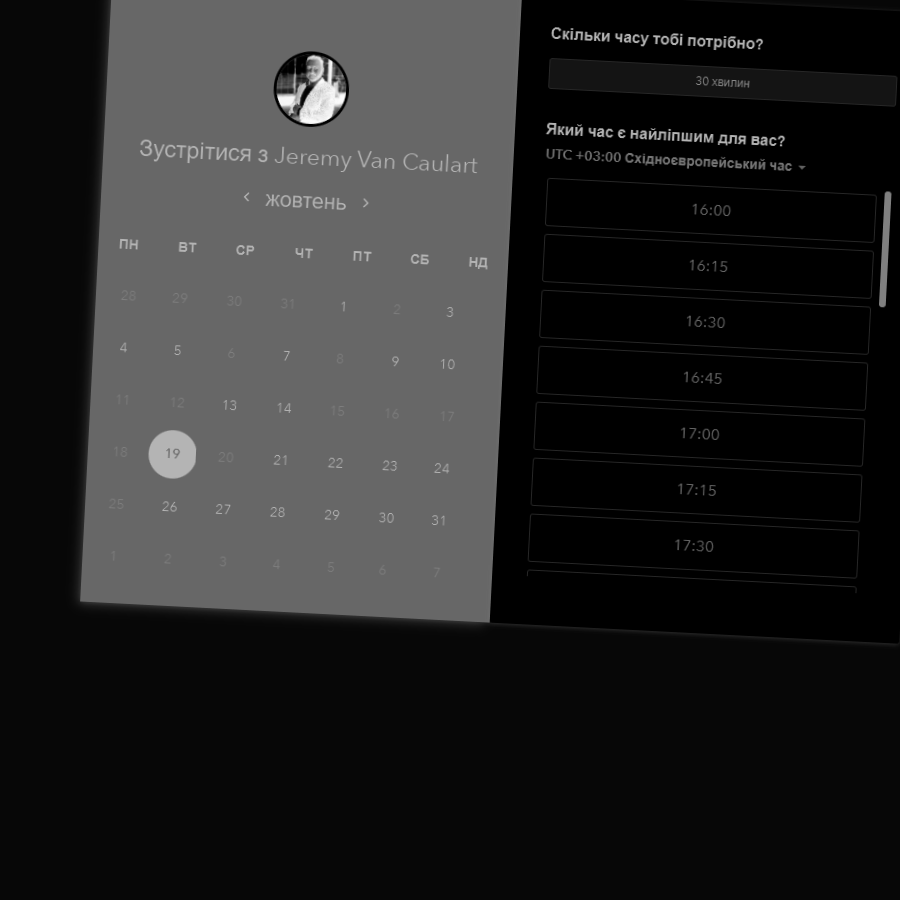 Зустрітися з Jeremy Van Caulart
жовтень
ПН ВТ СР ЧТ ПТ СБ НД
28 29 30 31 1 2 3
4 5 6 7 8 9 10
11 12 13 14 15 16 17
18 19 20 21 22 23 24
25 26 27 28 29 30 31
1 2 3 4 5 6 7
Скільки часу тобі потрібно?
30 хвилин
Який час є найліпшим для вас?
UTC +03:00 Східноєвропейський час
16:00
16:15
16:30
16:45
17:00
17:15
17:30